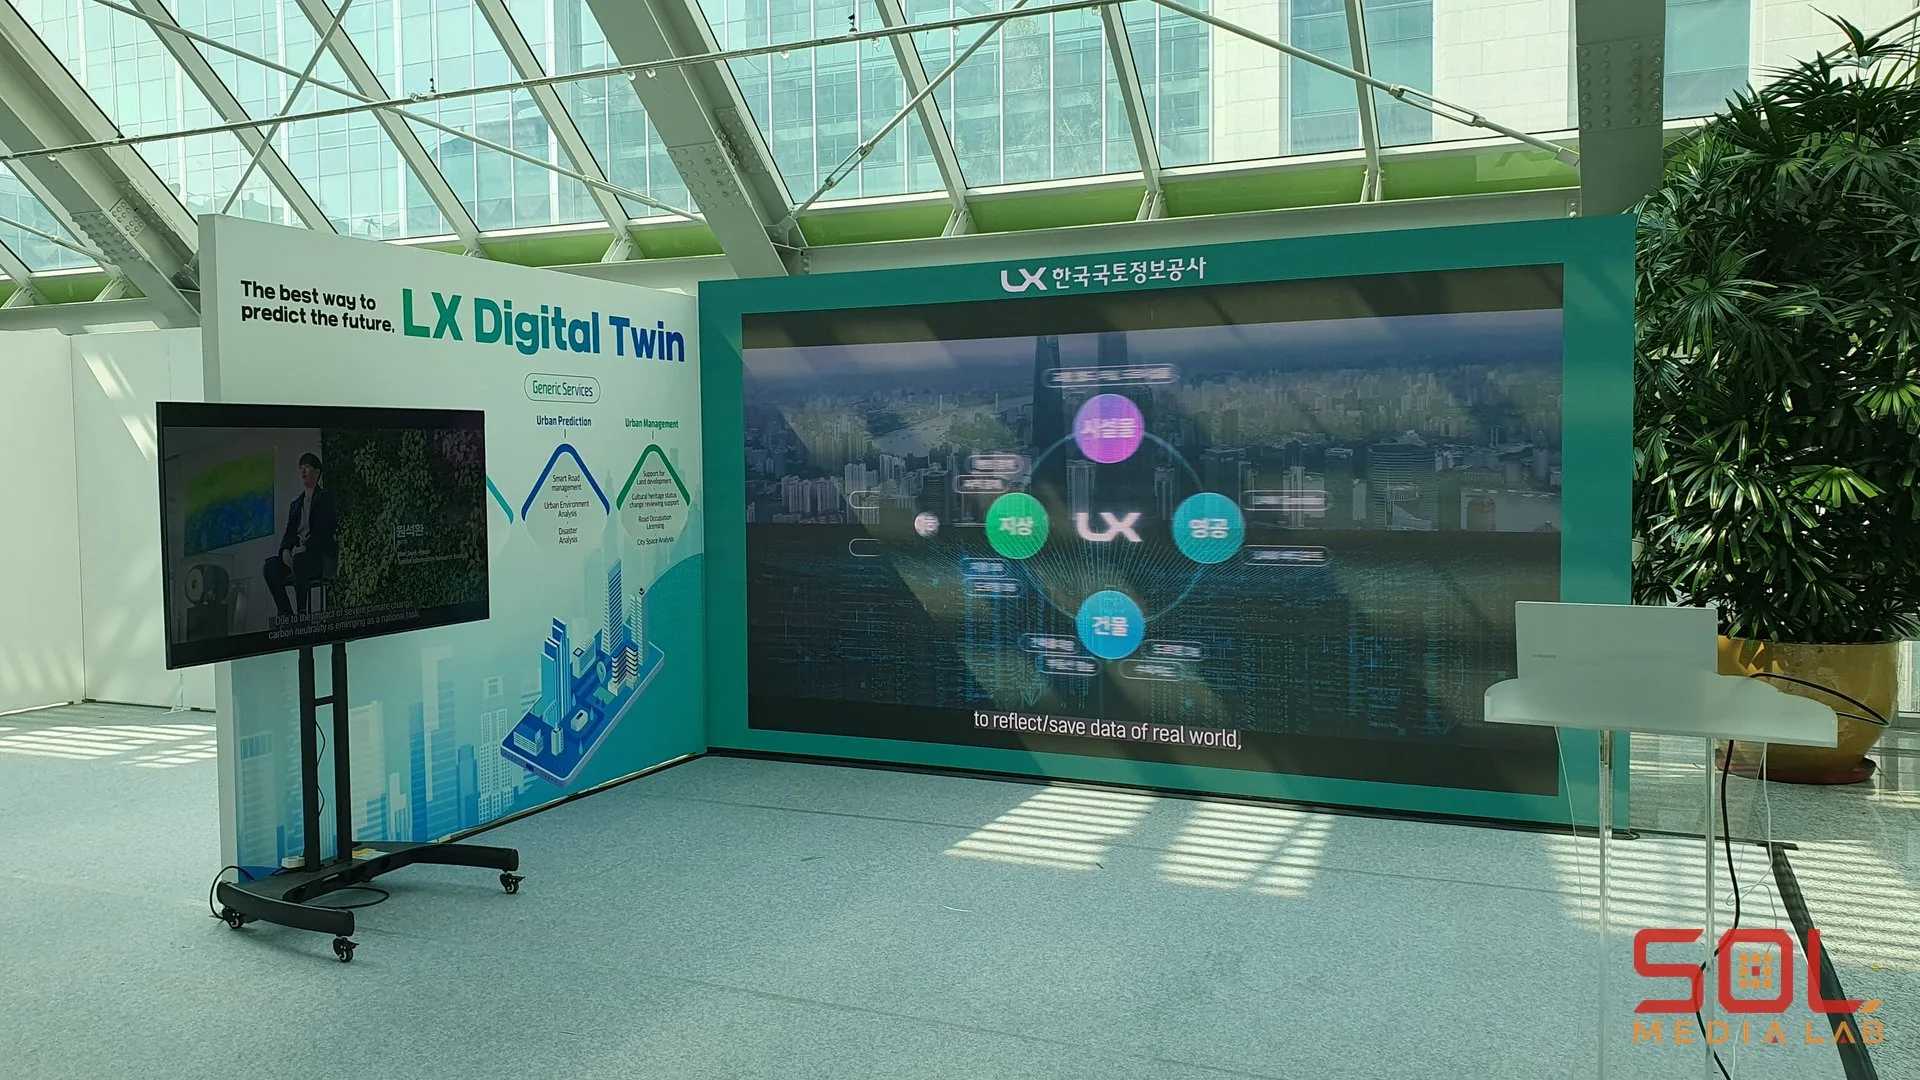 The best way to
predict the future,
LX Digital Twin
Generic Services
Urban Prediction
Smart Road
management
Urban Environment
Analysis
Disaster
Analysis
Urban Management
Support for
Land development
Cultural heritage status
change reviewing support
Road Occupation
Licensing
City Space Analysis
원석환
Due to the impact of severe climate change,
carbon neutrality is emerging as a national task.
LX 한국국토정보공사
시설물
지상
LX
영공
건물
to reflect/save data of real world,
SAMSUNG
SOL
MEDIA LAB